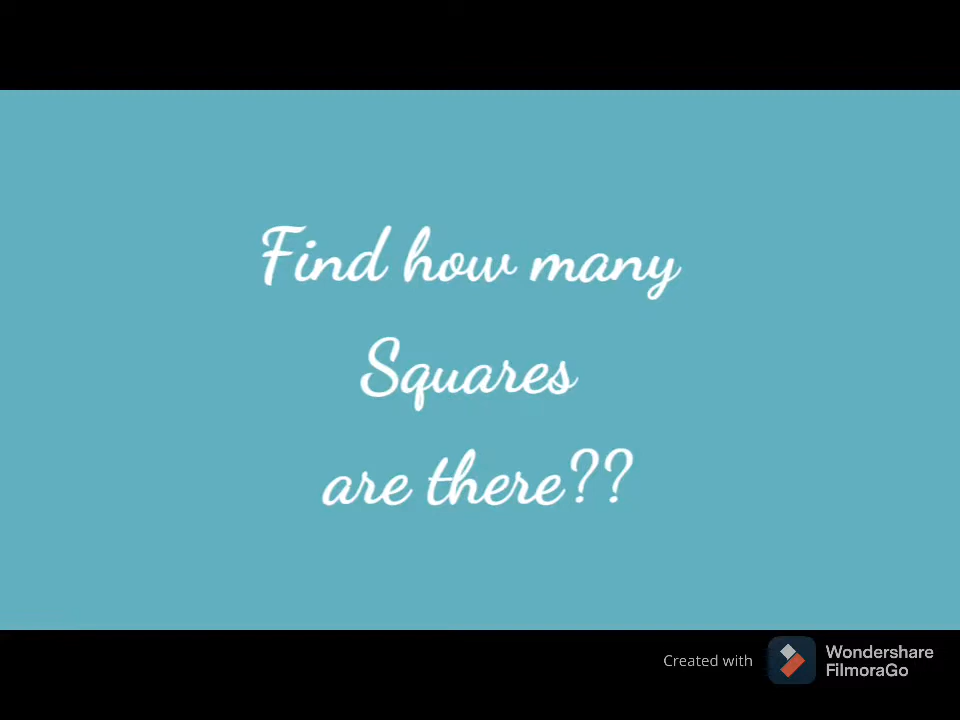 Find how many
Squares
are there??
Created with
Wondershare
FilmoraGo